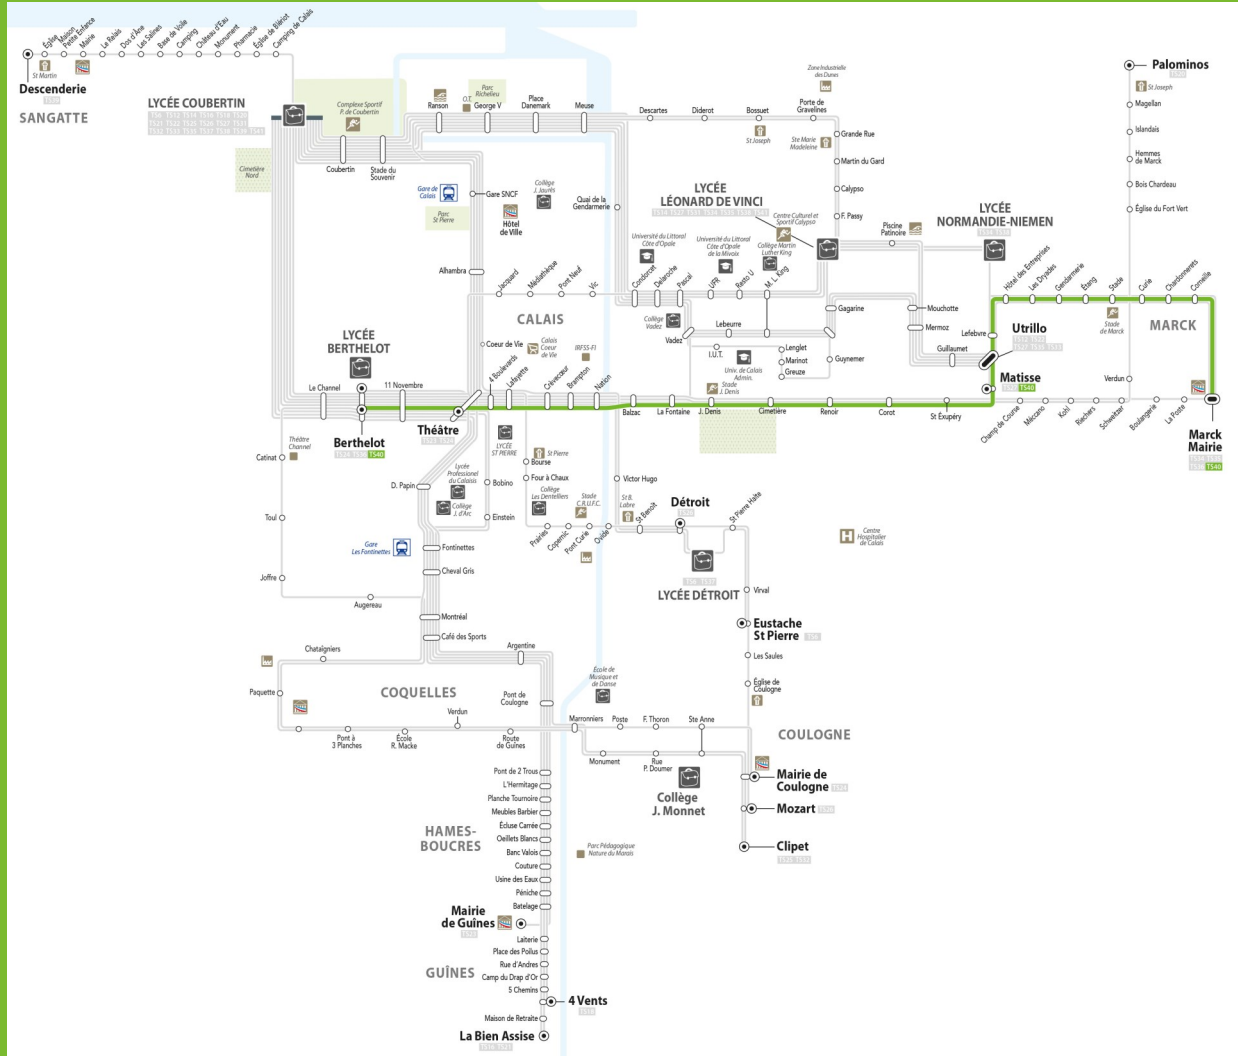 Église
Maison
Petite Enfance
Mairie
Le Relais
Dos d'Âne
Les Salines
Base de Voile
Camping
Château d'Eau
Monument
Pharmacie
Église de Blériot
Camping de Calais
St Martin
Descenderie
SANGATTE
LYCÉE COUBERTIN
Complexe Sportif
P. de Coubertin
Cimetière
Nord
Coubertin
Stade du
Souvenir
Ranson
O.T.
Parc
Richelieu
George V
Place
Danemark
Meuse
Descartes
Diderot
Bossuet
St Joseph
Zone Industrielle
des Dunes
Porte de
Gravelines
Ste Marie
Madeleine
Grande Rue
Martin du Gard
Calypso
F. Passy
Palominos
St Joseph
Magellan
Islandais
Hemmes
de Marck
Bois Chardeau
Église du Fort Vert
Gare de
Calais
Gare SNCF
Parc
St Pierre
Hôtel
de Ville
Collège
J. Jaurès
Quai de la
Gendarmerie
LYCÉE
LÉONARD DE VINCI
Centre Culturel et
Sportif Calypso
Piscine
Patinoire
LYCÉE
NORMANDIE-NIEMEN
Université du Littoral
Côte d'Opale
Université du Littoral
Côte d'Opale
de la Mivoix
Collège Martin
Luther King
Alhambra
Jacquard
Médiathèque
Pont Neuf
Vic
Condorcet
Delaroche
Pascal
UFR
Resto U
M. L. King
Hôtel des Entreprises
Les Dryades
Gendarmerie
Étang
Stade
Curie
Chardonnerets
Corneille
Stade
de Marck
MARCK
CALAIS
Collège
Vadez
Vadez
Lebeurre
Gagarine
Mouchotte
Mermoz
Guillaumet
Lefebvre
Utrillo
LYCÉE
BERTHELOT
Coeur de Vie
Calais
Coeur
de Vie
IRFSS-FI
I.U.T.
Univ. de Calais
Admin.
Lenglet
Marinot
Greuze
Guynemer
Matisse
TS40
Verdun
Le Channel
11 Novembre
4 Boulevards
Lafayette
Crèvecœur
Brampton
Nation
Balzac
La Fontaine
Stade
J. Denis
J. Denis
Cimetière
Renoir
Corot
St Exupéry
Champ de Course
Méccano
Kohl
Riechers
Schweitzer
Boulangerie
La Poste
Marck
Mairie
TS40
Berthelot
TS40
Théâtre
Théâtre
Channel
Catinat
Toul
Joffre
Augereau
LYCÉE
ST PIERRE
St Pierre
Bourse
Four à Chaux
Collège
Les Dentelliers
Lycée
Professionel
du Calaisis
Collège
J. d'Arc
Bobino
Einstein
D. Papin
Gare
Les Fontinettes
Fontinettes
Cheval Gris
Montréal
Café des Sports
Stade
C.R.U.F.C.
Prairies
Copernic
Pont Curie
Ovide
Victor Hugo
St B.
Labre
St Benoît
Détroit
St Pierre Halte
LYCÉE DÉTROIT
Centre
Hospitalier
de Calais
Virval
Eustache
St Pierre
Les Saules
Église de
Coulogne
COULOGNE
Chataîgniers
Paquette
COQUELLES
Pont à
3 Planches
École
R. Macke
Verdun
Route
de Guînes
Argentine
Pont de
Coulogne
École de
Musique et
de Danse
Marronniers
Poste
F. Thoron
Ste Anne
Monument
Rue
P. Doumer
Collège
J. Monnet
Mairie de
Coulogne
Mozart
Clipet
Pont de 2 Trous
L'Hermitage
Planche Tournoire
Meubles Barbier
Écluse Carrée
Oeillets Blancs
Banc Valois
Couture
Usine des Eaux
Péniche
Batelage
HAMES-
BOUCRES
Parc Pédagogique
Nature du Marais
Mairie
de Guînes
Laiterie
Place des Poilus
Rue d'Andres
Camp du Drap d'Or
5 Chemins
GUÎNES
4 Vents
Maison de Retraite
La Bien Assise